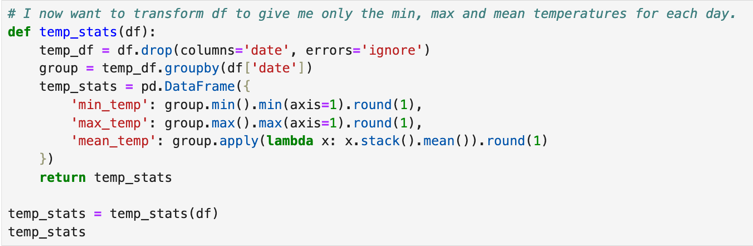 # I now want to transform df to give me only the min, max and mean temperatures for each day.
def temp_stats(df):
    temp_df = df.drop(columns='date', errors='ignore')
    group = temp_df.groupby(df['date'])
    temp_stats = pd.DataFrame({
        'min_temp': group.min().min(axis=1).round(1),
        'max_temp': group.max().max(axis=1).round(1),
        'mean_temp': group.apply(lambda x: x.stack().mean()).round(1)
    })
    return temp_stats

temp_stats = temp_stats(df)
temp_stats